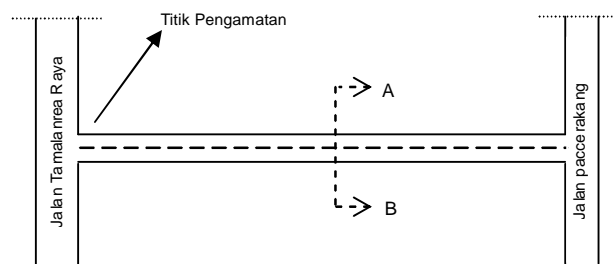 Titik Pengamatan
Jalan Tamalanrea Raya
A
B
Jalan paccerakang